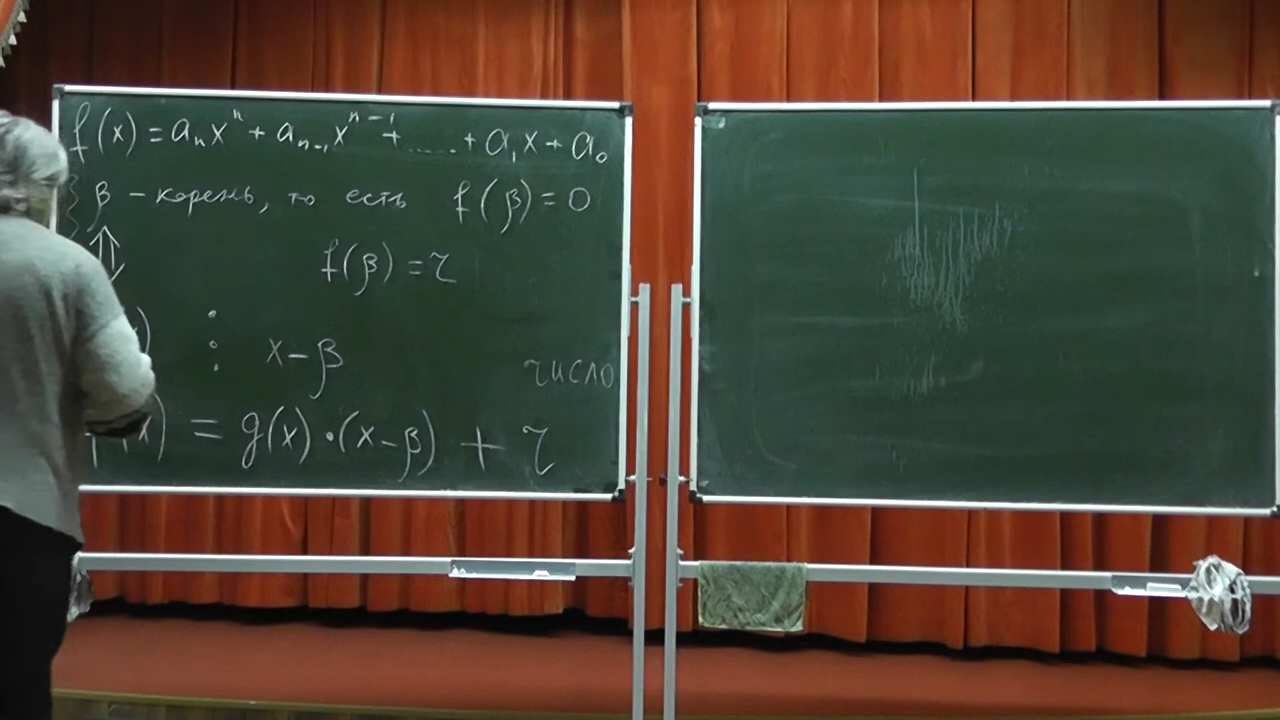 f(x) = aₙxⁿ + aₙ₋₁xⁿ⁻¹ + ...... + a₁x + a₀
{ β – корень, то есть f(β) = 0
⇕ f(β) = r
) ⋮ x – β
число
(x) = g(x)·(x–β) + r